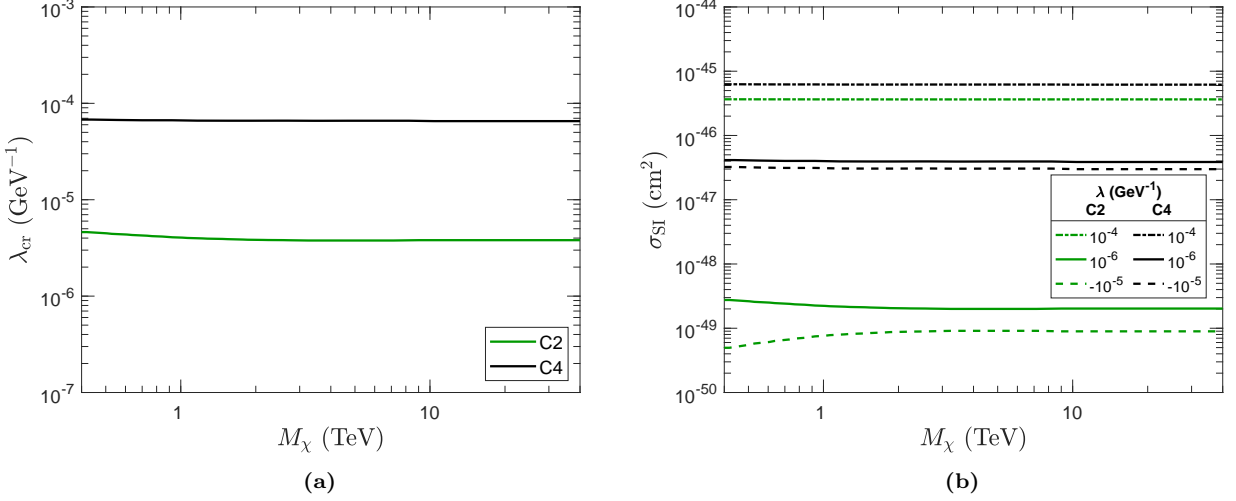 10^-3
10^-4
10^-5
10^-6
10^-7
λ_cr (GeV^−1)
1
10
M_χ (TeV)
C2
C4
(a)
10^-44
10^-45
10^-46
10^-47
10^-48
10^-49
10^-50
σ_SI (cm^2)
λ (GeV^-1)
C2 C4
10^-4 10^-4
10^-6 10^-6
-10^-5 -10^-5
1
10
M_χ (TeV)
(b)